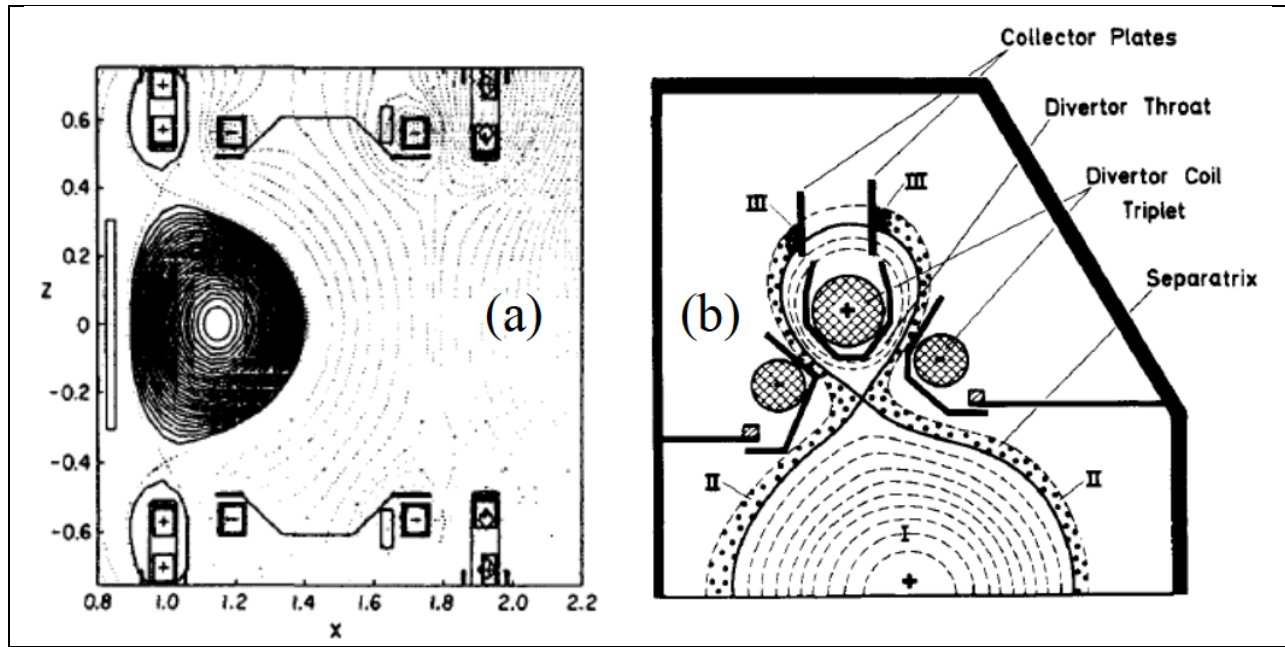 Collector Plates
Divertor Throat
Divertor Coil
Triplet
Separatrix
III
III
(a)
(b)
II
II
I
Z
0.6
0.4
0.2
0
-0.2
-0.4
-0.6
0.8
1.0
1.2
1.4
1.6
1.8
2.0
2.2
X